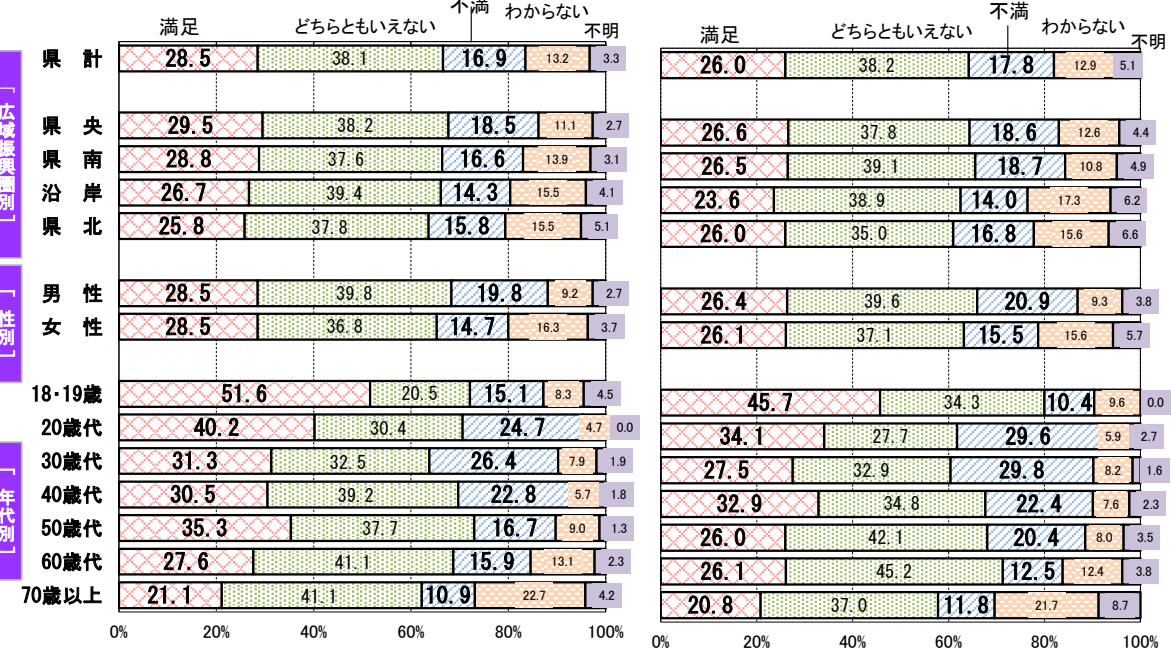 満足 どちらともいえない 不満 わからない 不明
満足 どちらともいえない 不満 わからない 不明
［広域振興圏別］
県 計 28.5 38.1 16.9 13.2 3.3 26.0 38.2 17.8 12.9 5.1
県 央 29.5 38.2 18.5 11.1 2.7 26.6 37.8 18.6 12.6 4.4
県 南 28.8 37.6 16.6 13.9 3.1 26.5 39.1 18.7 10.8 4.9
沿 岸 26.7 39.4 14.3 15.5 4.1 23.6 38.9 14.0 17.3 6.2
県 北 25.8 37.8 15.8 15.5 5.1 26.0 35.0 16.8 15.6 6.6
［性別］
男 性 28.5 39.8 19.8 9.2 2.7 26.4 39.6 20.9 9.3 3.8
女 性 28.5 36.8 14.7 16.3 3.7 26.1 37.1 15.5 15.6 5.7
［年代別］
18・19歳 51.6 20.5 15.1 8.3 4.5 45.7 34.3 10.4 9.6 0.0
20歳代 40.2 30.4 24.7 4.7 0.0 34.1 27.7 29.6 5.9 2.7
30歳代 31.3 32.5 26.4 7.9 1.9 27.5 32.9 29.8 8.2 1.6
40歳代 30.5 39.2 22.8 5.7 1.8 32.9 34.8 22.4 7.6 2.3
50歳代 35.3 37.7 16.7 9.0 1.3 26.0 42.1 20.4 8.0 3.5
60歳代 27.6 41.1 15.9 13.1 2.3 26.1 45.2 12.5 12.4 3.8
70歳以上 21.1 41.1 10.9 22.7 4.2 20.8 37.0 11.8 21.7 8.7
0% 20% 40% 60% 80% 100% 0% 20% 40% 60% 80% 100%